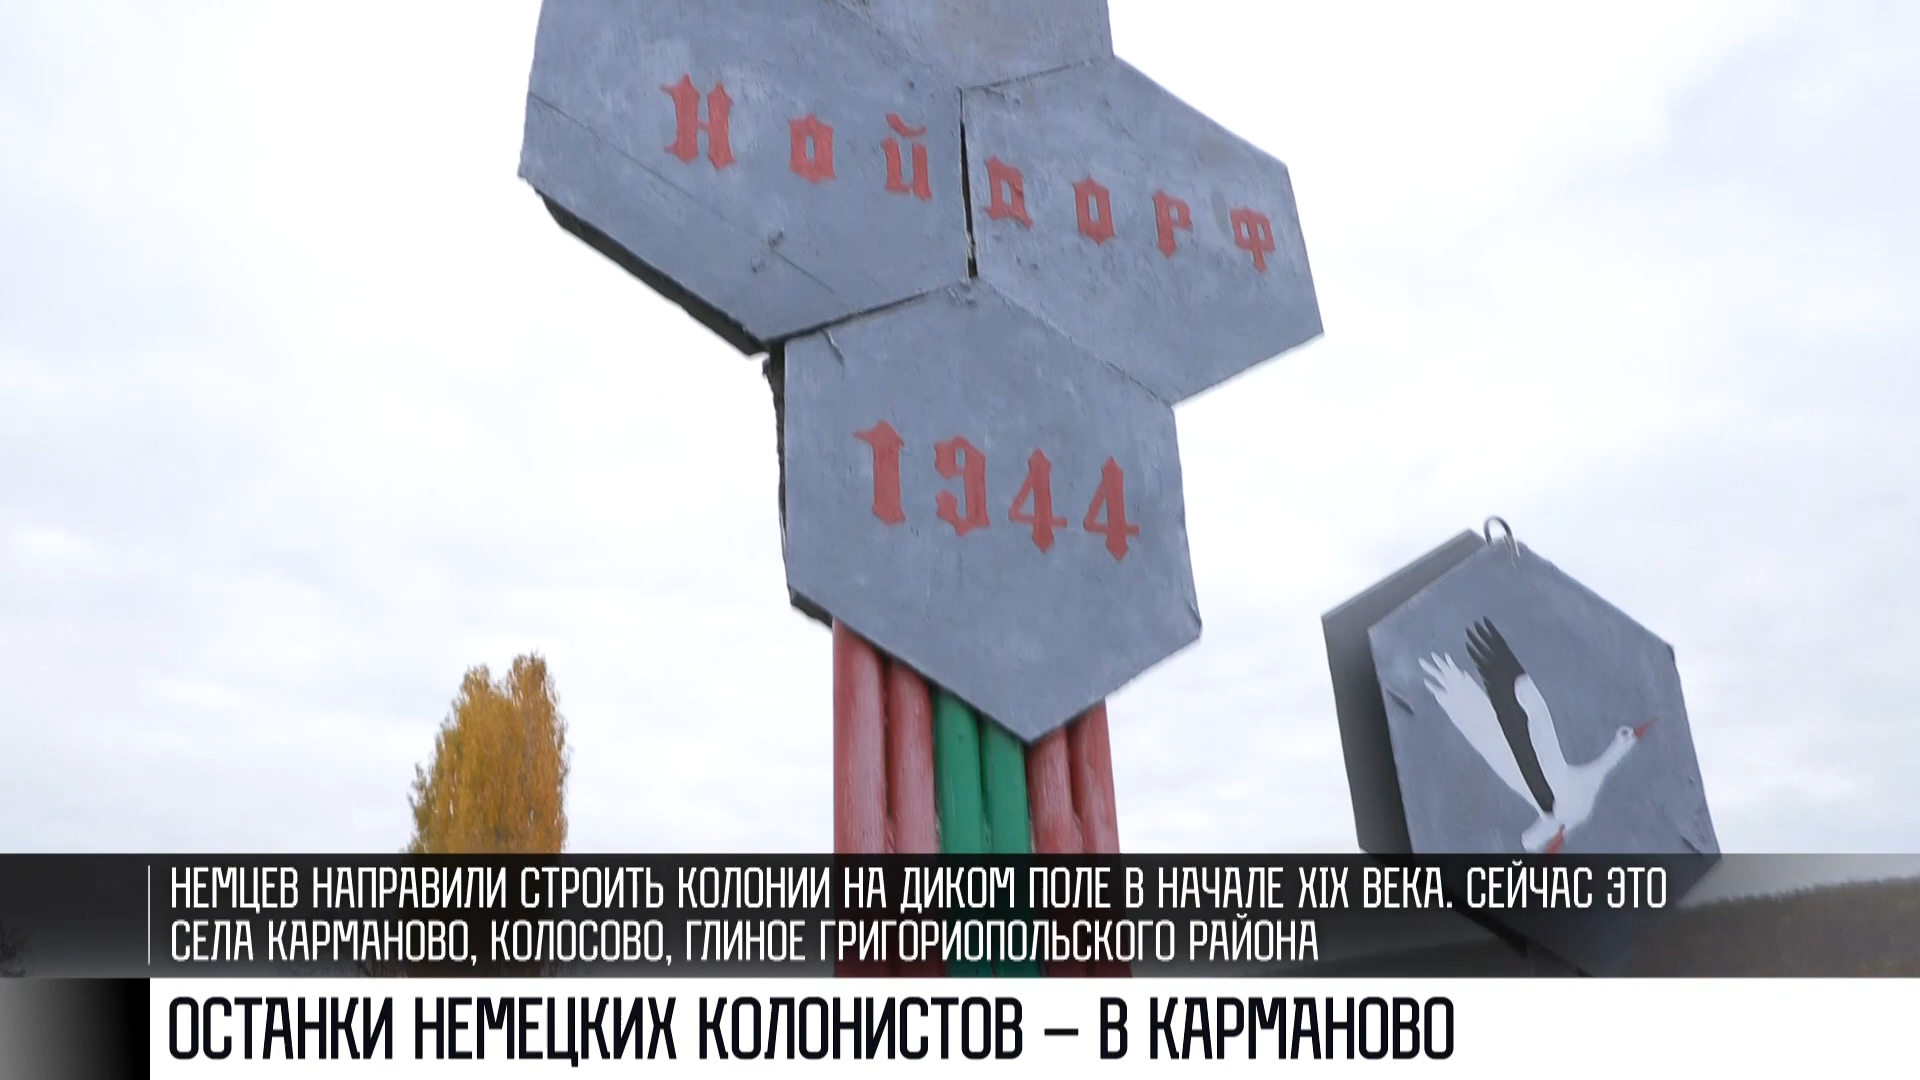 Нойдорф
1944
НЕМЦЕВ НАПРАВИЛИ СТРОИТЬ КОЛОНИИ НА ДИКОМ ПОЛЕ В НАЧАЛЕ XIX ВЕКА. СЕЙЧАС ЭТО
СЕЛА КАРМАНОВО, КОЛОСОВО, ГЛИНОЕ ГРИГОРИОПОЛЬСКОГО РАЙОНА
ОСТАНКИ НЕМЕЦКИХ КОЛОНИСТОВ – В КАРМАНОВО